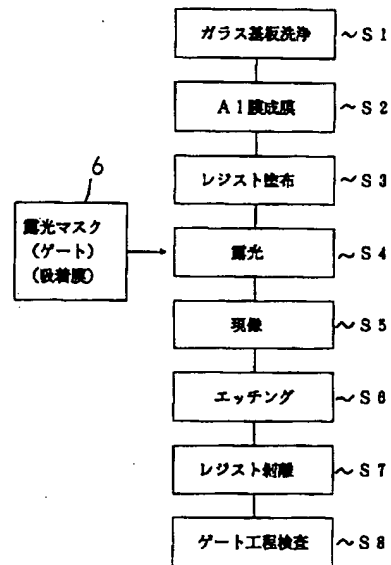 ガラス基板洗浄 ~S1
Al膜成膜 ~S2
レジスト塗布 ~S3
6
露光マスク
(ゲート)
(吸着膜)
露光 ~S4
現像 ~S5
エッチング ~S6
レジスト剥離 ~S7
ゲート工程検査 ~S8